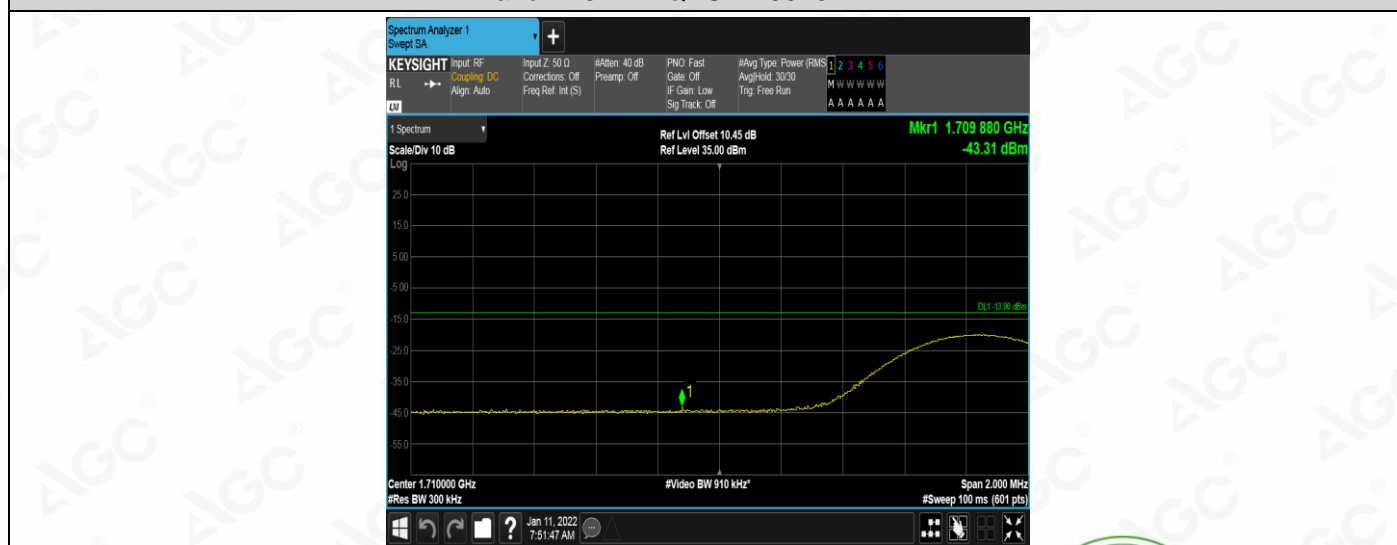 Spectrum Analyzer 1
Swept SA
KEYSIGHT
RL
Input: RF
Coupling: DC
Align: Auto
Input Z: 50 Ω
Corrections: Off
Freq Ref: Int (S)
#Atten: 40 dB
Preamp: Off
PNO: Fast
Gate: Off
IF Gain: Low
Sig Track: Off
#Avg Type: Power (RMS
Avg|Hold: 30/30
Trig: Free Run
1 2 3 4 5 6
M W W W W W
A A A A A A
1 Spectrum
Scale/Div 10 dB
Log
Ref Lvl Offset 10.45 dB
Ref Level 35.00 dBm
Mkr1 1.709 880 GHz
-43.31 dBm
25.0
15.0
5.00
-5.00
DL1 -13.00 dBm
-15.0
-25.0
-35.0
1
-45.0
-55.0
Center 1.710000 GHz
#Res BW 300 kHz
#Video BW 910 kHz*
Span 2.000 MHz
#Sweep 100 ms (601 pts)
?
Jan 11, 2022
7:51:47 AM
AGC